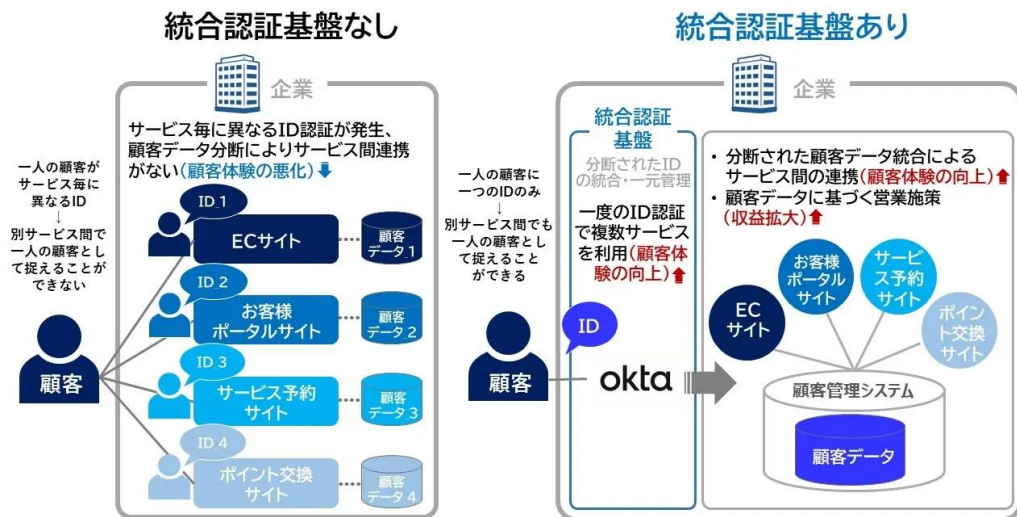 統合認証基盤なし
企業
サービス毎に異なるID認証が発生、
顧客データ分断によりサービス間連携
がない(顧客体験の悪化)⬇
一人の顧客が
サービス毎に
異なるID
↓
別サービス間で
一人の顧客として
捉えることが
できない
顧客
ID_1
ECサイト
顧客
データ_1
ID_2
お客様
ポータルサイト
顧客
データ_2
ID_3
サービス予約
サイト
顧客
データ_3
ID_4
ポイント交換
サイト
顧客
データ_4
統合認証基盤あり
企業
一人の顧客に
一つのIDのみ
↓
別サービス間でも
一人の顧客とし
て捉えること
ができる
顧客
ID
統合認証
基盤
分断されたID
の統合・一元管理
一度のID認証
で複数サービス
を利用(顧客体
験の向上)⬆
okta
• 分断された顧客データ統合による
サービス間の連携(顧客体験の向上)⬆
• 顧客データに基づく営業施策
(収益拡大)⬆
EC
サイト
お客様
ポータル
サイト
サービ
ス予約
サイト
ポイン
ト交換
サイト
顧客管理システム
顧客データ